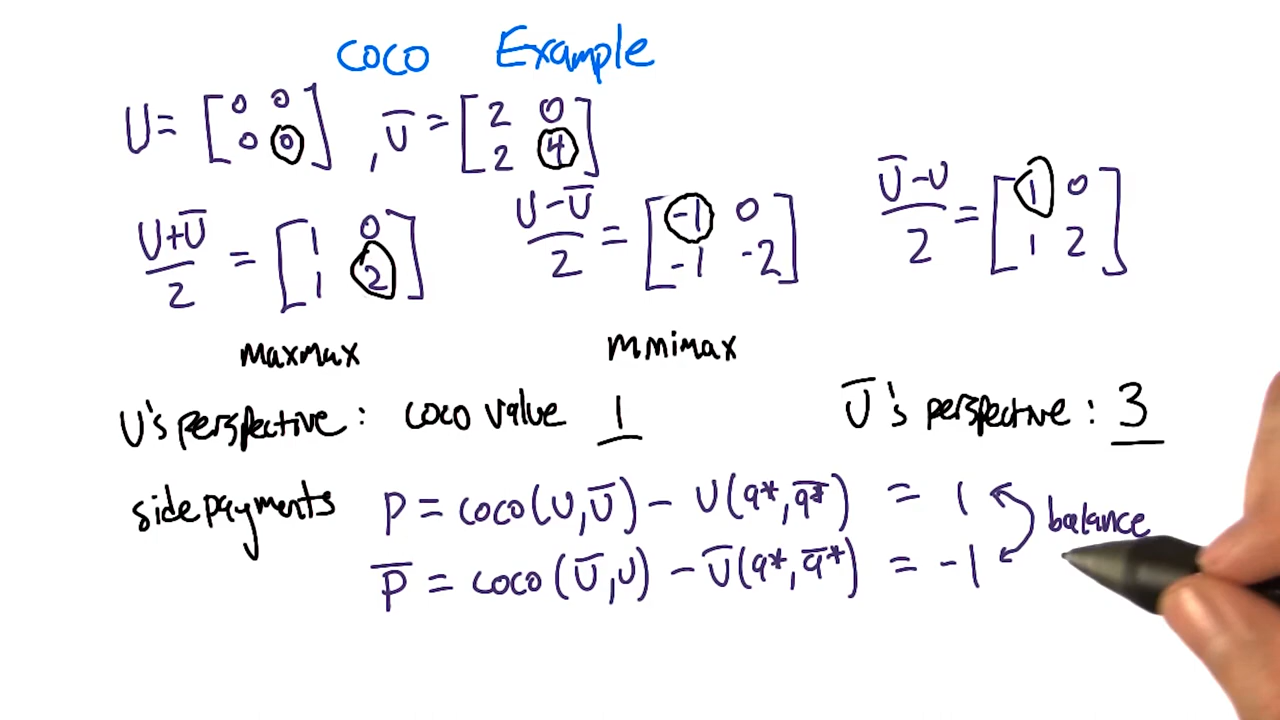 coco Example
U = [0 0; 0 0], Ū = [2 0; 2 4]
(U+Ū)/2 = [1 0; 1 2] (U-Ū)/2 = [-1 0; -1 -2] (Ū-U)/2 = [1 0; 1 2]
maxmax minimax
U's perspective: coco value 1 Ū's perspective: 3
side payments P = coco(U,Ū) - U(a*,ā*) = 1
P̄ = coco(Ū,U) - Ū(a*,ā*) = -1
balance